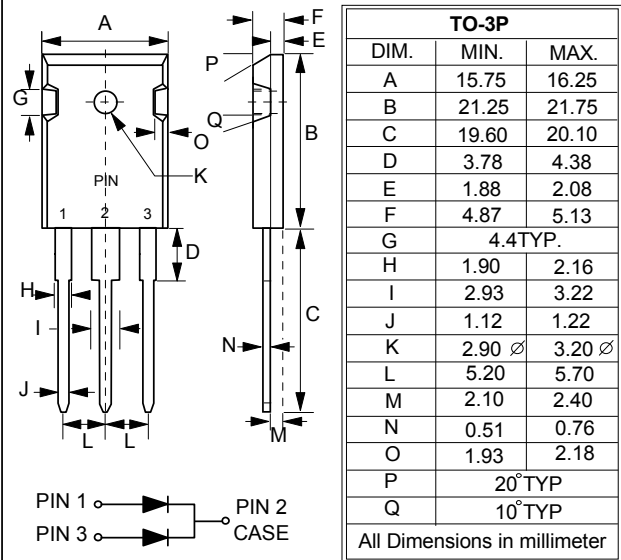 A
F
E
P
G
Q
O
B
K
PIN
1 2 3
D
H
C
I
N
J
L L
M
PIN 1
PIN 2
CASE
PIN 3
TO-3P
DIM. MIN. MAX.
A 15.75 16.25
B 21.25 21.75
C 19.60 20.10
D 3.78 4.38
E 1.88 2.08
F 4.87 5.13
G 4.4TYP.
H 1.90 2.16
I 2.93 3.22
J 1.12 1.22
K 2.90 ∅ 3.20 ∅
L 5.20 5.70
M 2.10 2.40
N 0.51 0.76
O 1.93 2.18
P 20°TYP
Q 10°TYP
All Dimensions in millimeter